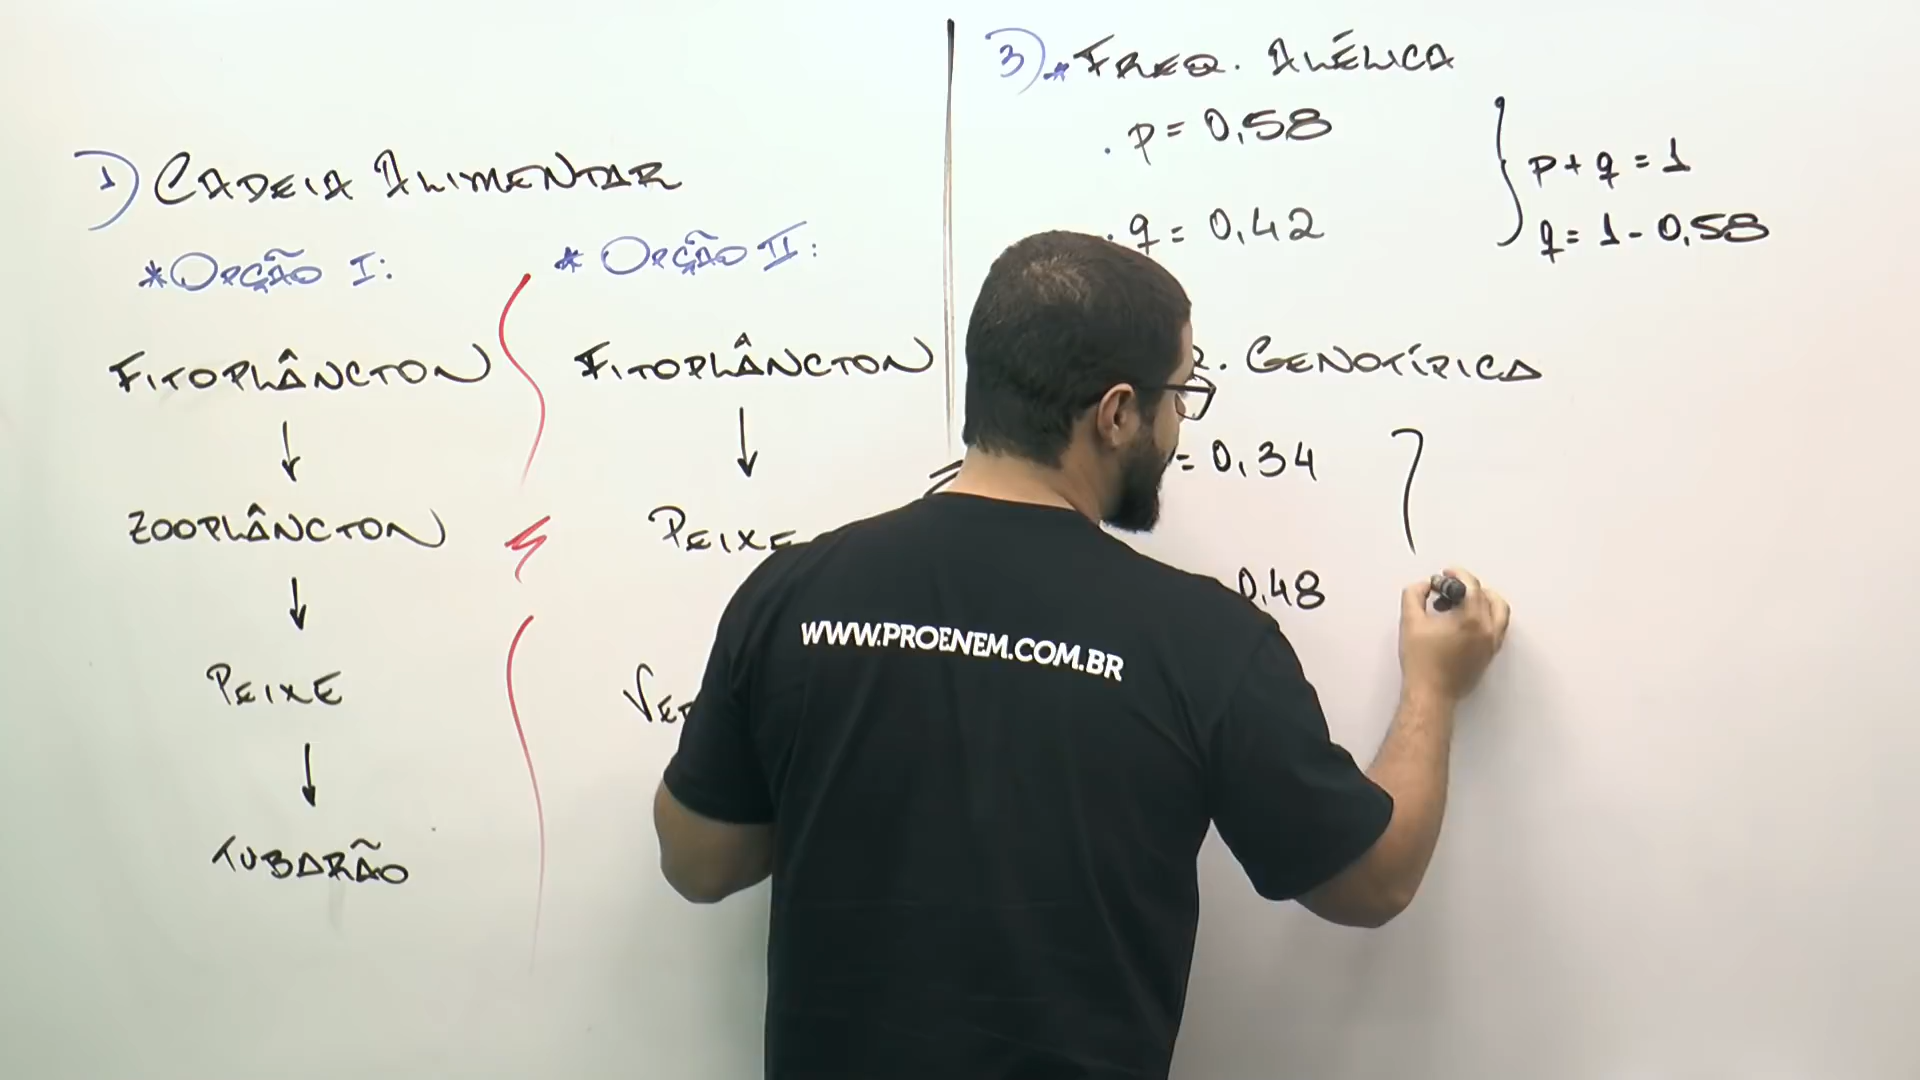 1) CADEIA ALIMENTAR
* OPÇÃO I:
FITOPLÂNCTON
ZOOPLÂNCTON
PEIXE
TUBARÃO
* OPÇÃO II:
FITOPLÂNCTON
PEIXE
3) * FREQ. ALÉLICA
. p = 0,58
. q = 0,42
p + q = 1
q = 1 - 0,58
. GENOTÍPICA
= 0,34
0,48
WWW.PROENEM.COM.BR